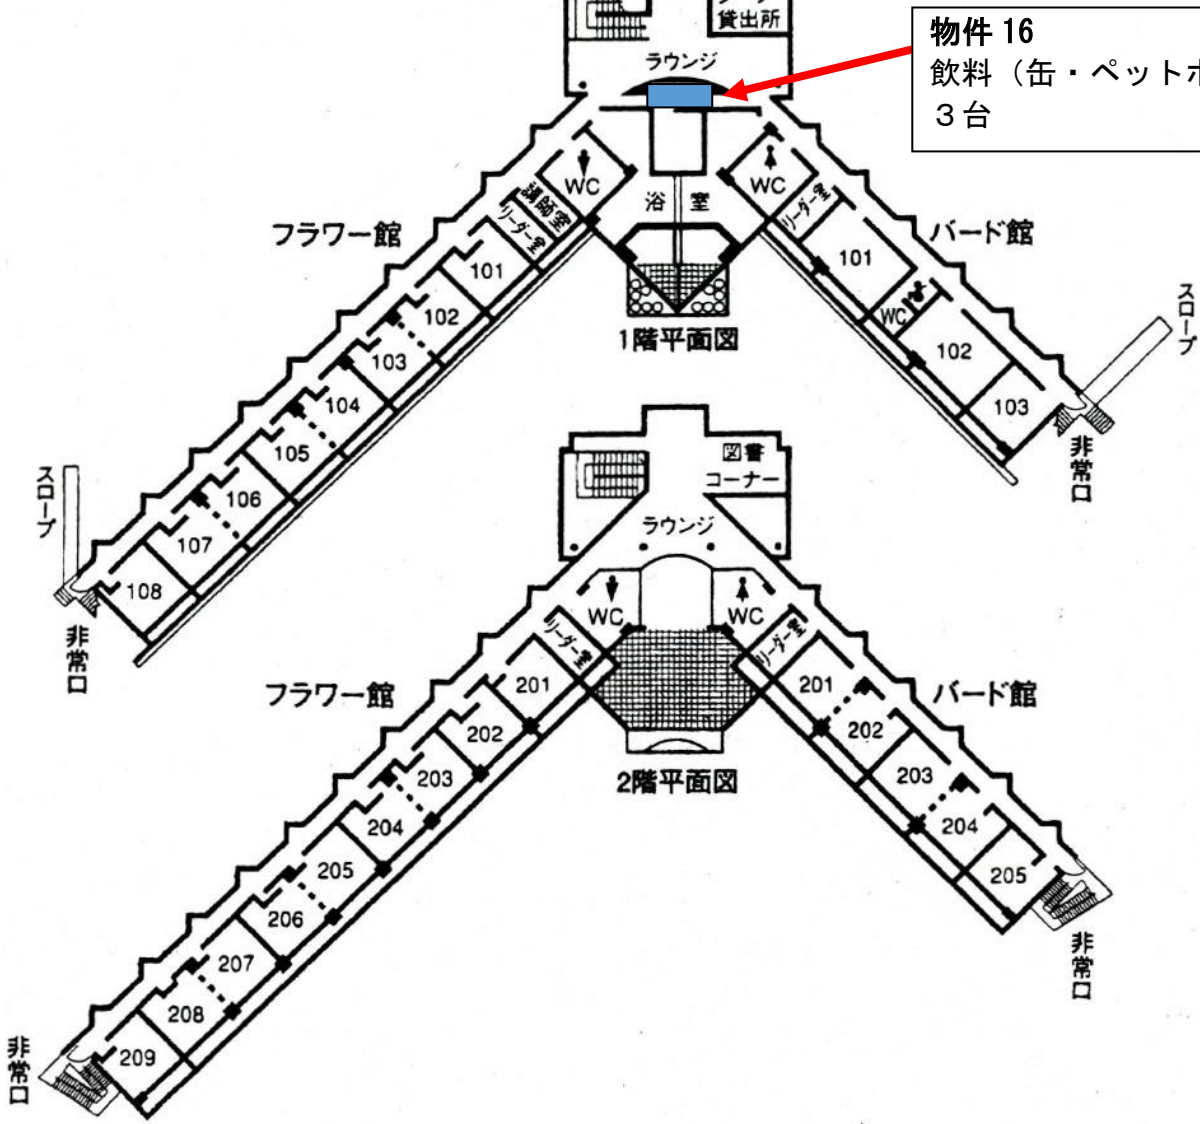 貸出所
物件 16
飲料（缶・ペットボ
３台
ラウンジ
WC
WC
講師室
リーダー室
浴室
リーダー室
フラワー館
バード館
101
102
103
104
105
106
107
108
101
WC
102
103
スロープ
スロープ
非常口
非常口
1階平面図
図書
コーナー
ラウンジ
WC
WC
リーダー室
リーダー室
フラワー館
バード館
201
202
203
204
205
206
207
208
209
201
202
203
204
205
非常口
非常口
2階平面図